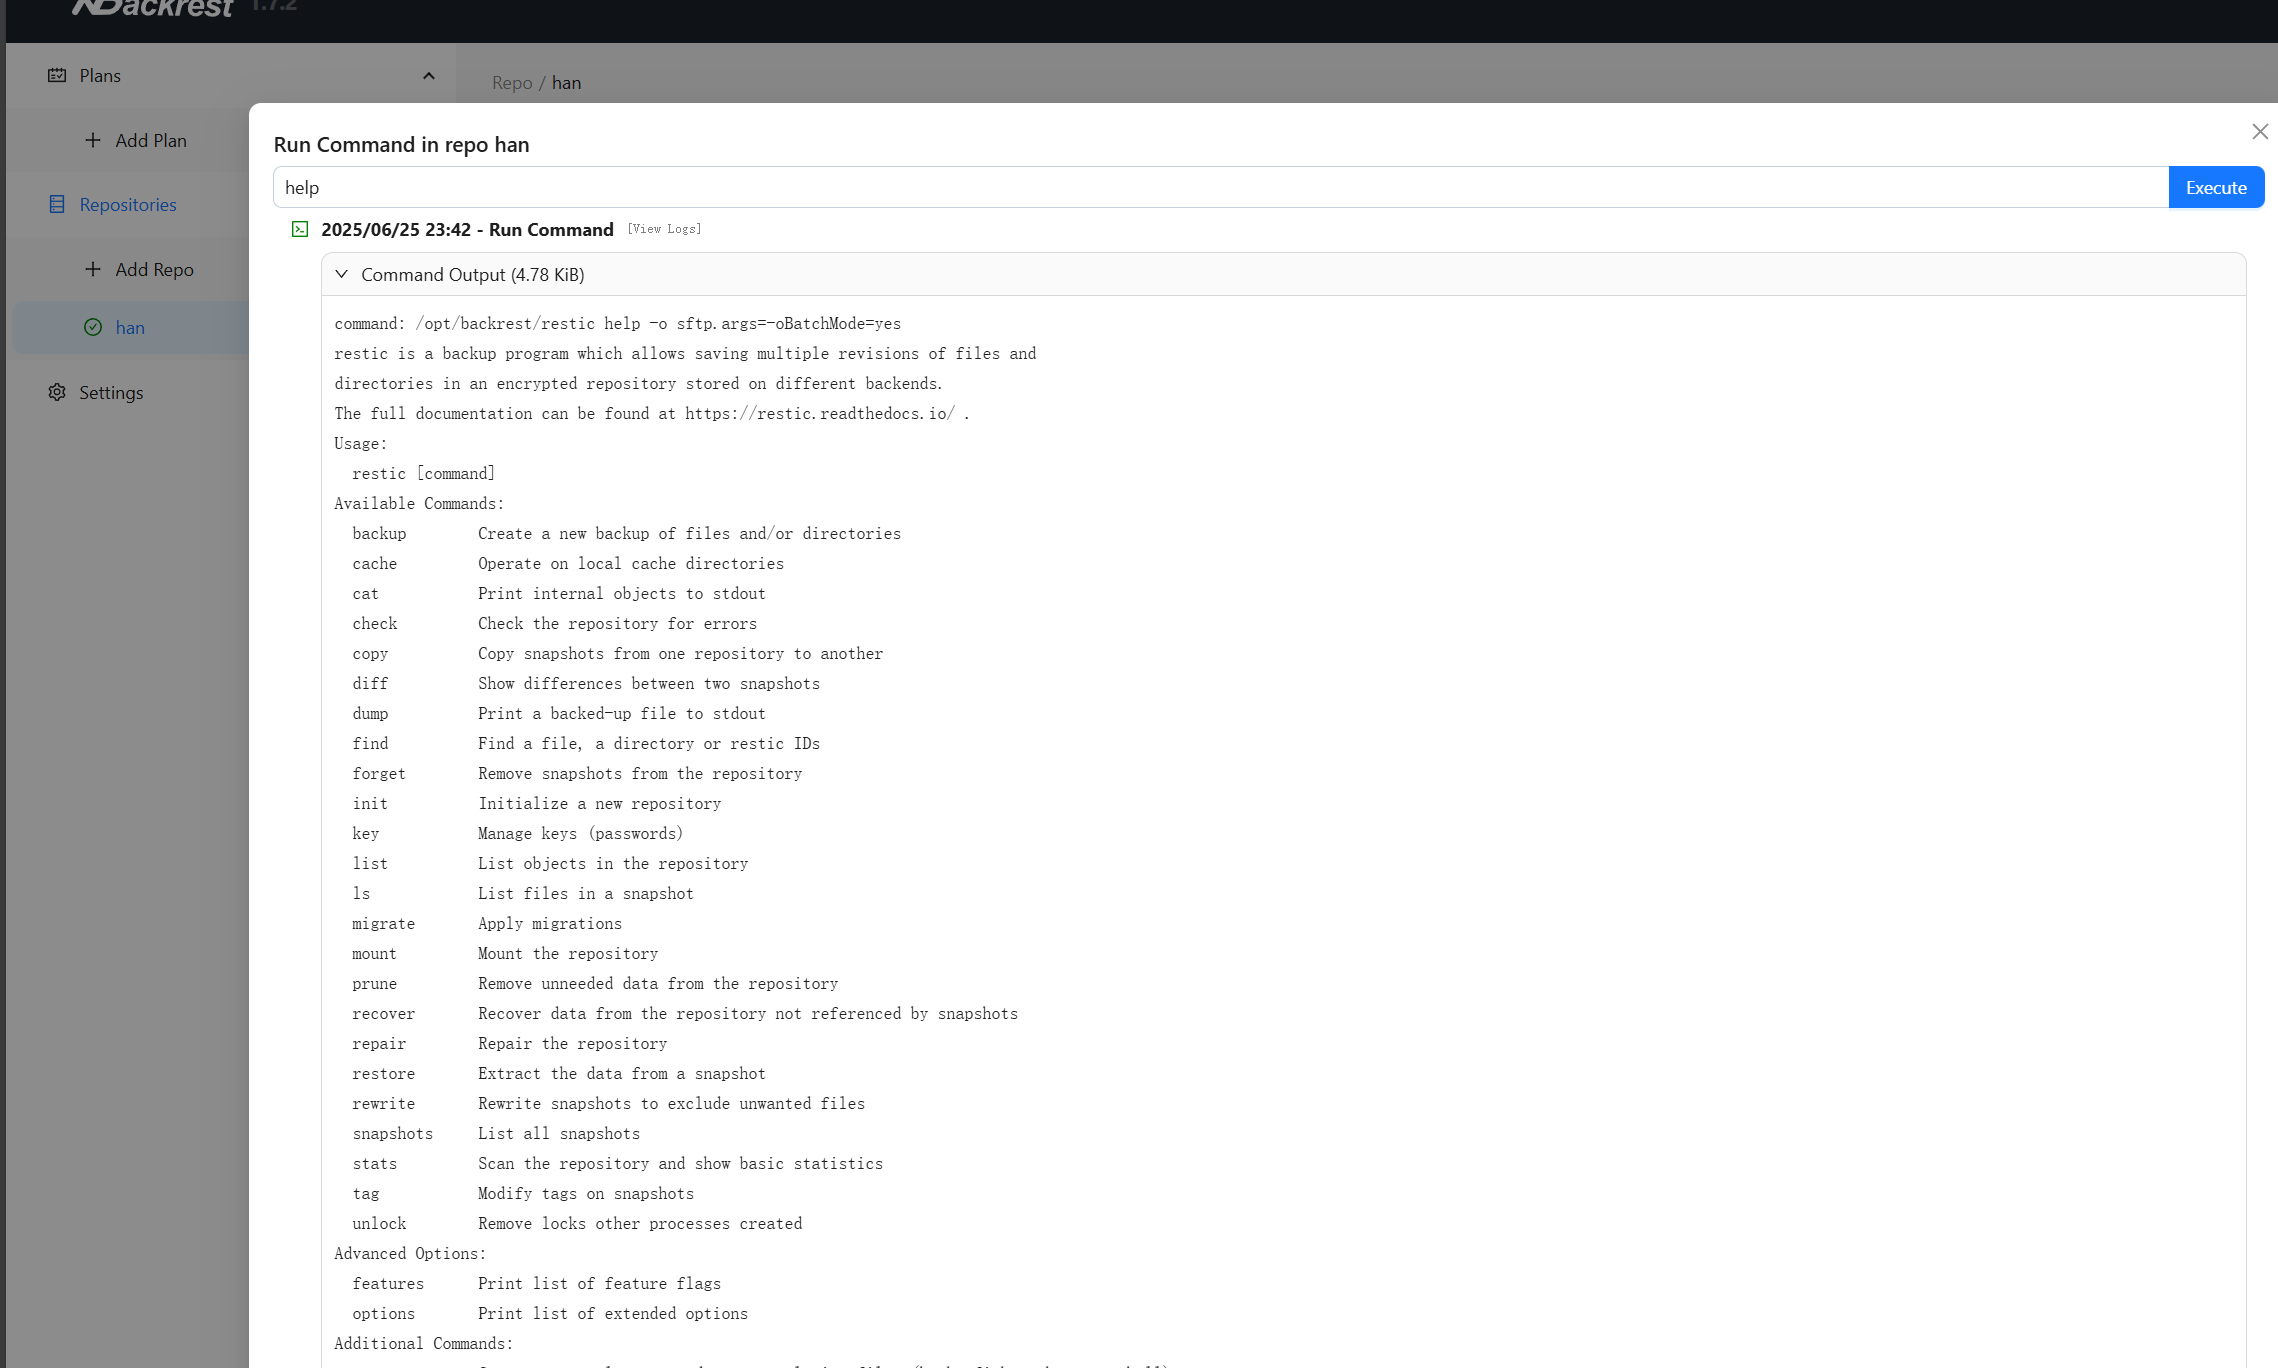 Backrest 1.7.2
Plans
Repo / han
Add Plan
Run Command in repo han
help
Execute
Repositories
2025/06/25 23:42 - Run Command [View Logs]
Add Repo
Command Output (4.78 KiB)
han
Settings
command: /opt/backrest/restic help -o sftp.args=-oBatchMode=yes
restic is a backup program which allows saving multiple revisions of files and
directories in an encrypted repository stored on different backends.
The full documentation can be found at https://restic.readthedocs.io/ .
Usage:
restic [command]
Available Commands:
backup Create a new backup of files and/or directories
cache Operate on local cache directories
cat Print internal objects to stdout
check Check the repository for errors
copy Copy snapshots from one repository to another
diff Show differences between two snapshots
dump Print a backed-up file to stdout
find Find a file, a directory or restic IDs
forget Remove snapshots from the repository
init Initialize a new repository
key Manage keys (passwords)
list List objects in the repository
ls List files in a snapshot
migrate Apply migrations
mount Mount the repository
prune Remove unneeded data from the repository
recover Recover data from the repository not referenced by snapshots
repair Repair the repository
restore Extract the data from a snapshot
rewrite Rewrite snapshots to exclude unwanted files
snapshots List all snapshots
stats Scan the repository and show basic statistics
tag Modify tags on snapshots
unlock Remove locks other processes created
Advanced Options:
features Print list of feature flags
options Print list of extended options
Additional Commands: